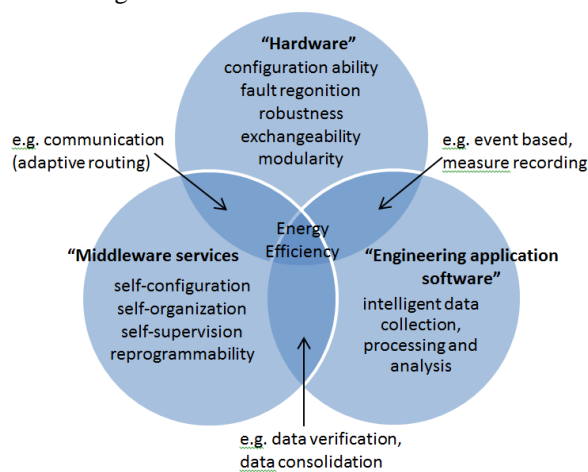 “Hardware”
configuration ability
fault regonition
robustness
exchangeability
modularity
e.g. communication
(adaptive routing)
e.g. event based,
measure recording
Energy
Efficiency
“Middleware services
self-configuration
self-organization
self-supervision
reprogrammability
“Engineering application
software”
intelligent data
collection,
processing and
analysis
e.g. data verification,
data consolidation